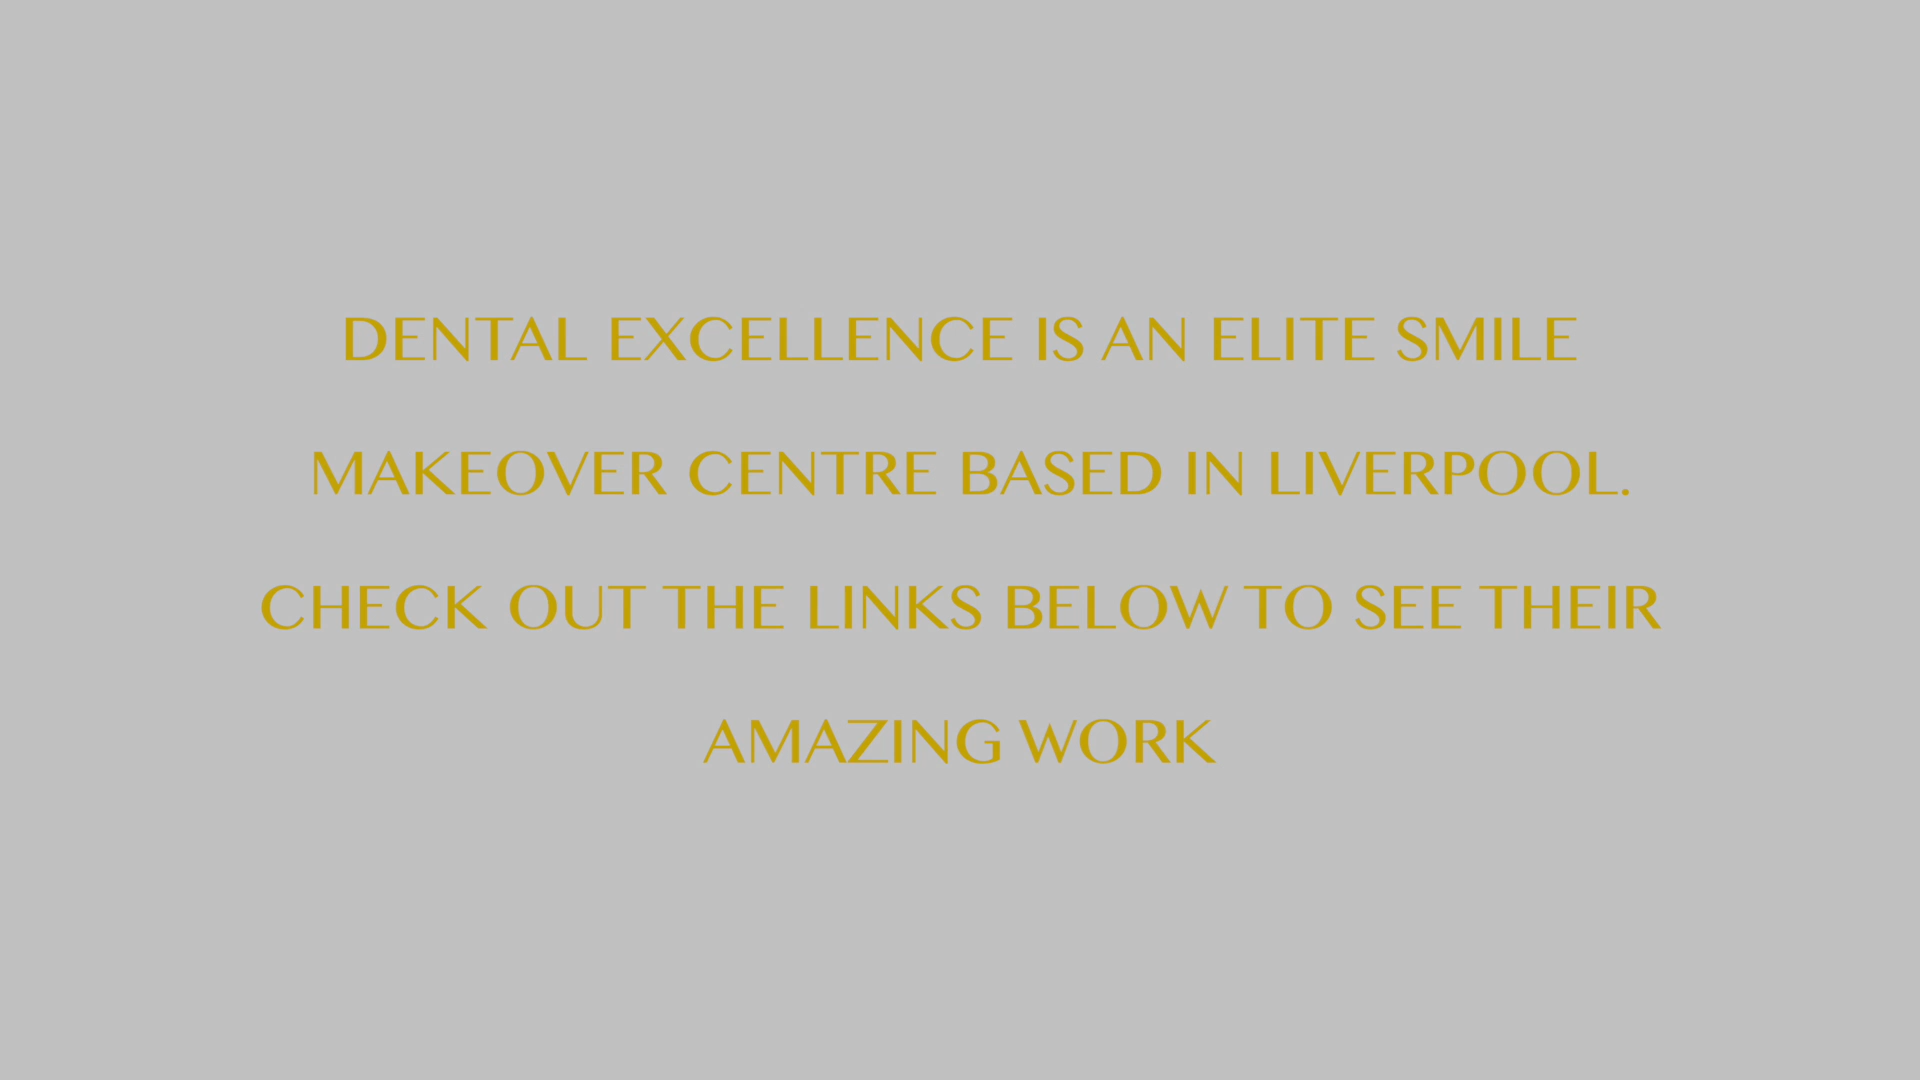 DENTAL EXCELLENCE IS AN ELITE SMILE
MAKEOVER CENTRE BASED IN LIVERPOOL.
CHECK OUT THE LINKS BELOW TO SEE THEIR
AMAZING WORK